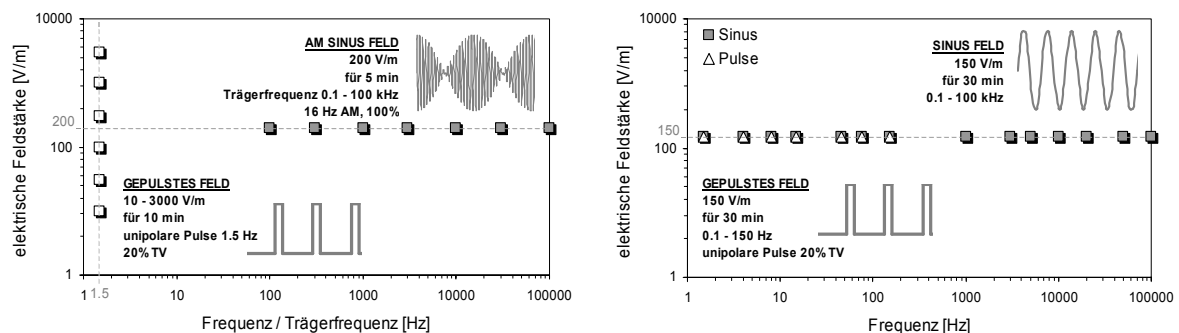 elektrische Feldstärke [V/m]
10000
200
100
1
AM SINUS FELD
200 V/m
für 5 min
Trägerfrequenz 0.1 - 100 kHz
16 Hz AM, 100%
GEPULSTES FELD
10 - 3000 V/m
für 10 min
unipolare Pulse 1.5 Hz
20% TV
1 1.5 10 100 1000 10000 100000
Frequenz / Trägerfrequenz [Hz]
elektrische Feldstärke [V/m]
10000
150
100
1
Sinus
Pulse
SINUS FELD
150 V/m
für 30 min
0.1 - 100 kHz
GEPULSTES FELD
150 V/m
für 30 min
0.1 - 150 Hz
unipolare Pulse 20% TV
1 10 100 1000 10000 100000
Frequenz [Hz]